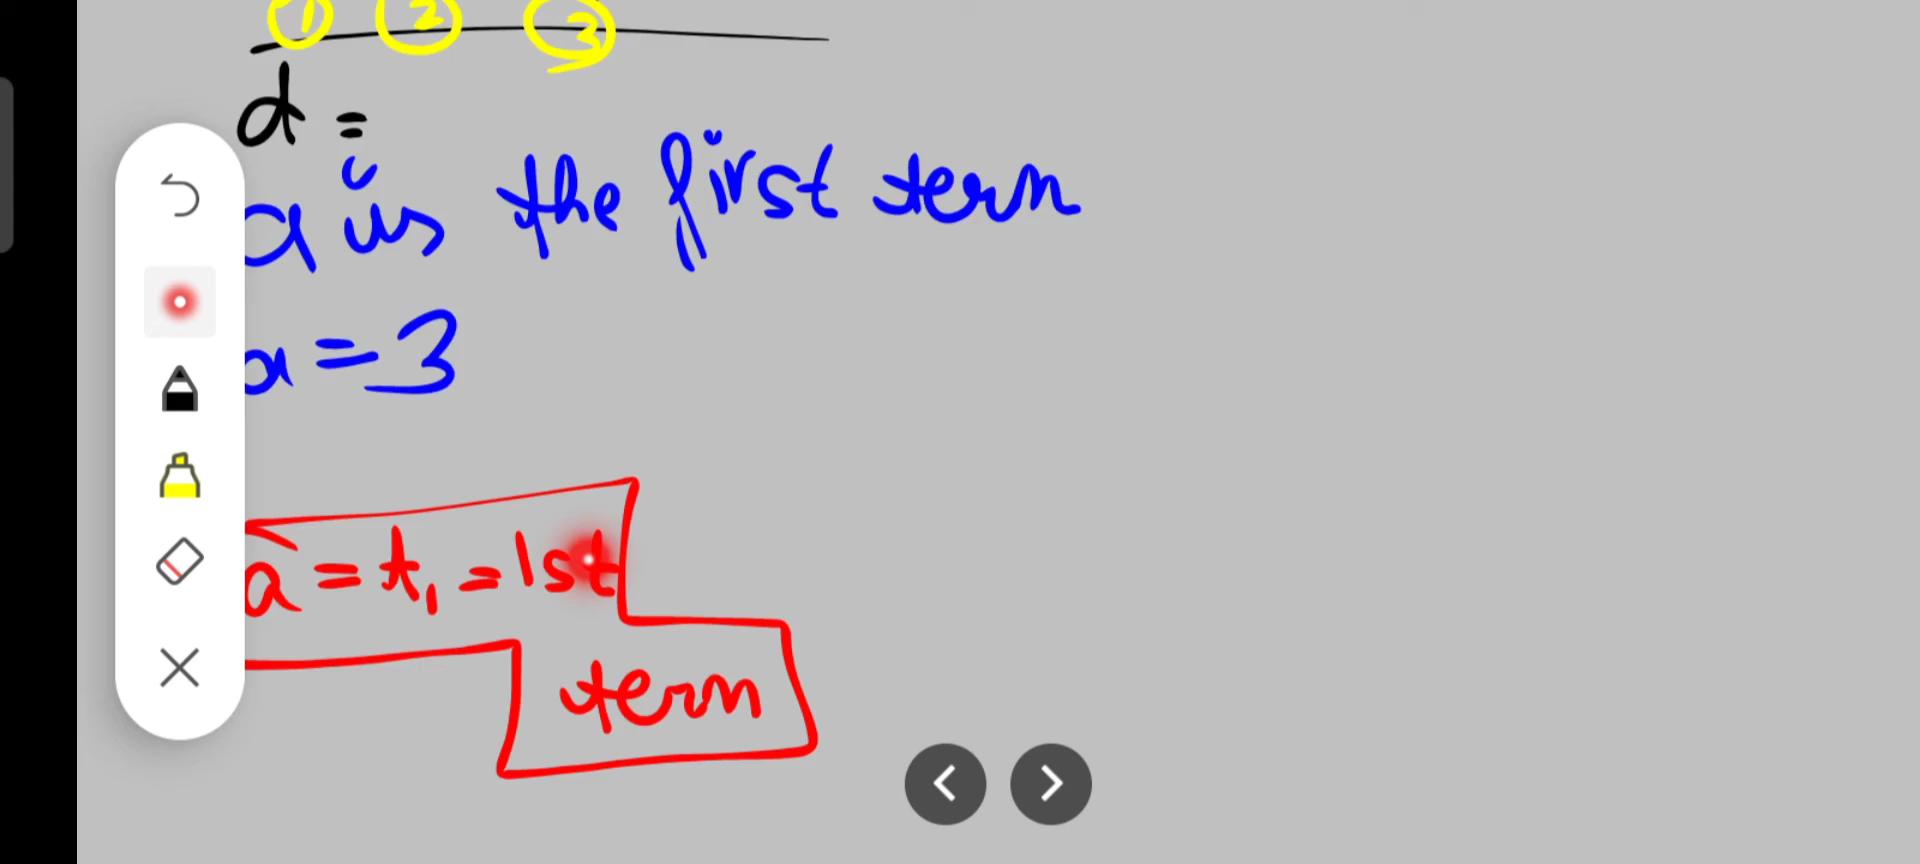 1 2 3
d =
a is the first term
a = 3
a = t₁ = 1st
term